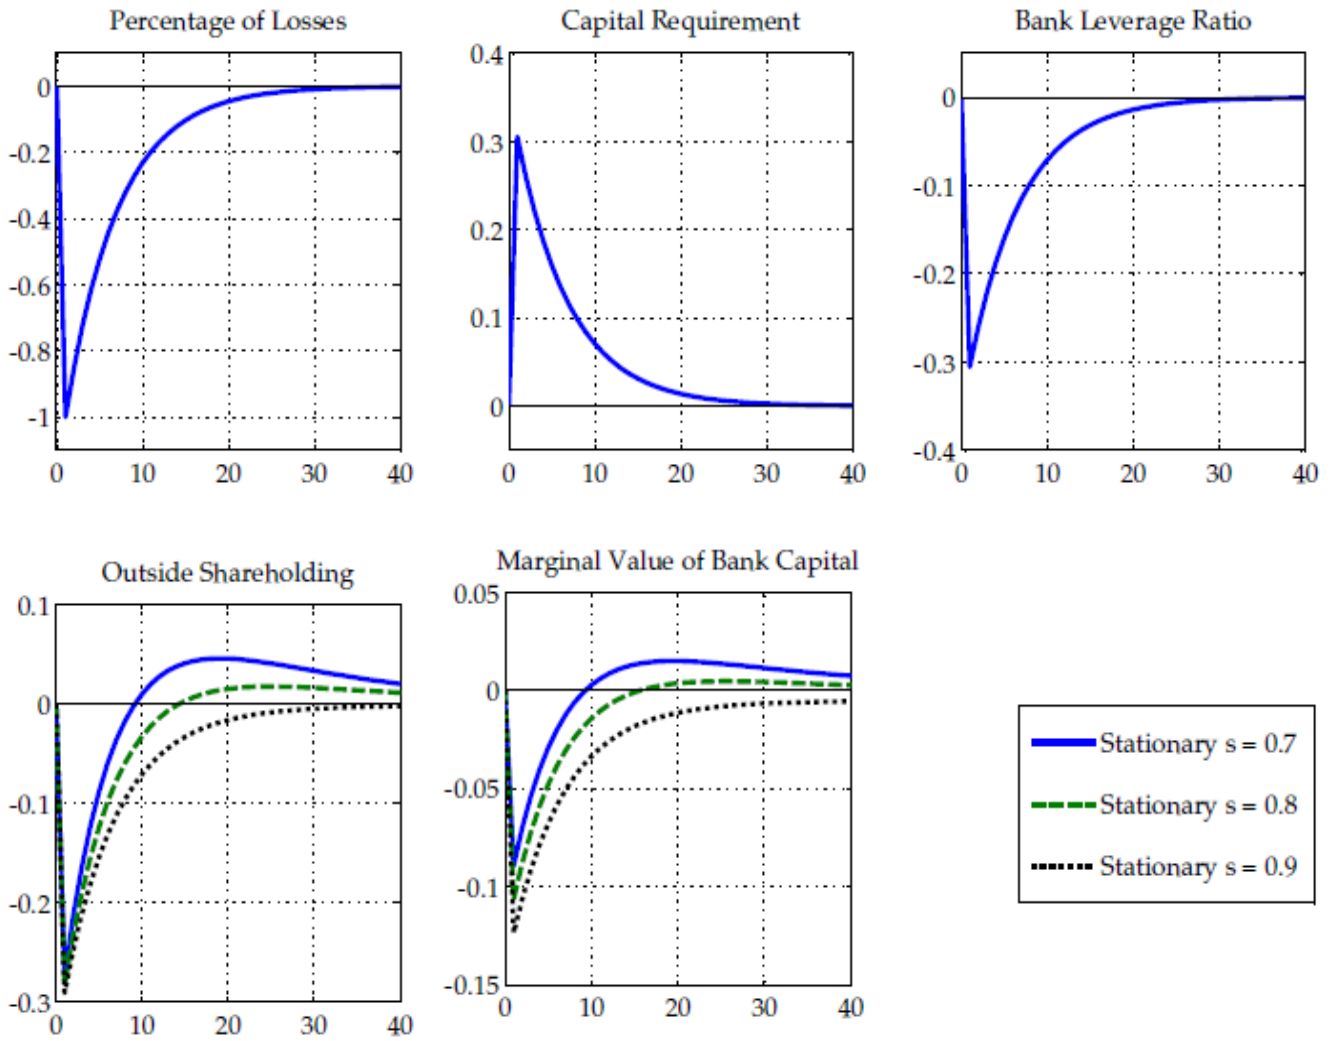 Percentage of Losses
Capital Requirement
Bank Leverage Ratio
0
-0.2
-0.4
-0.6
-0.8
-1
0 10 20 30 40
0.4
0.3
0.2
0.1
0
0 10 20 30 40
0
-0.1
-0.2
-0.3
-0.4
0 10 20 30 40
Outside Shareholding
Marginal Value of Bank Capital
0.1
0
-0.1
-0.2
-0.3
0 10 20 30 40
0.05
0
-0.05
-0.1
-0.15
0 10 20 30 40
Stationary s = 0.7
Stationary s = 0.8
Stationary s = 0.9